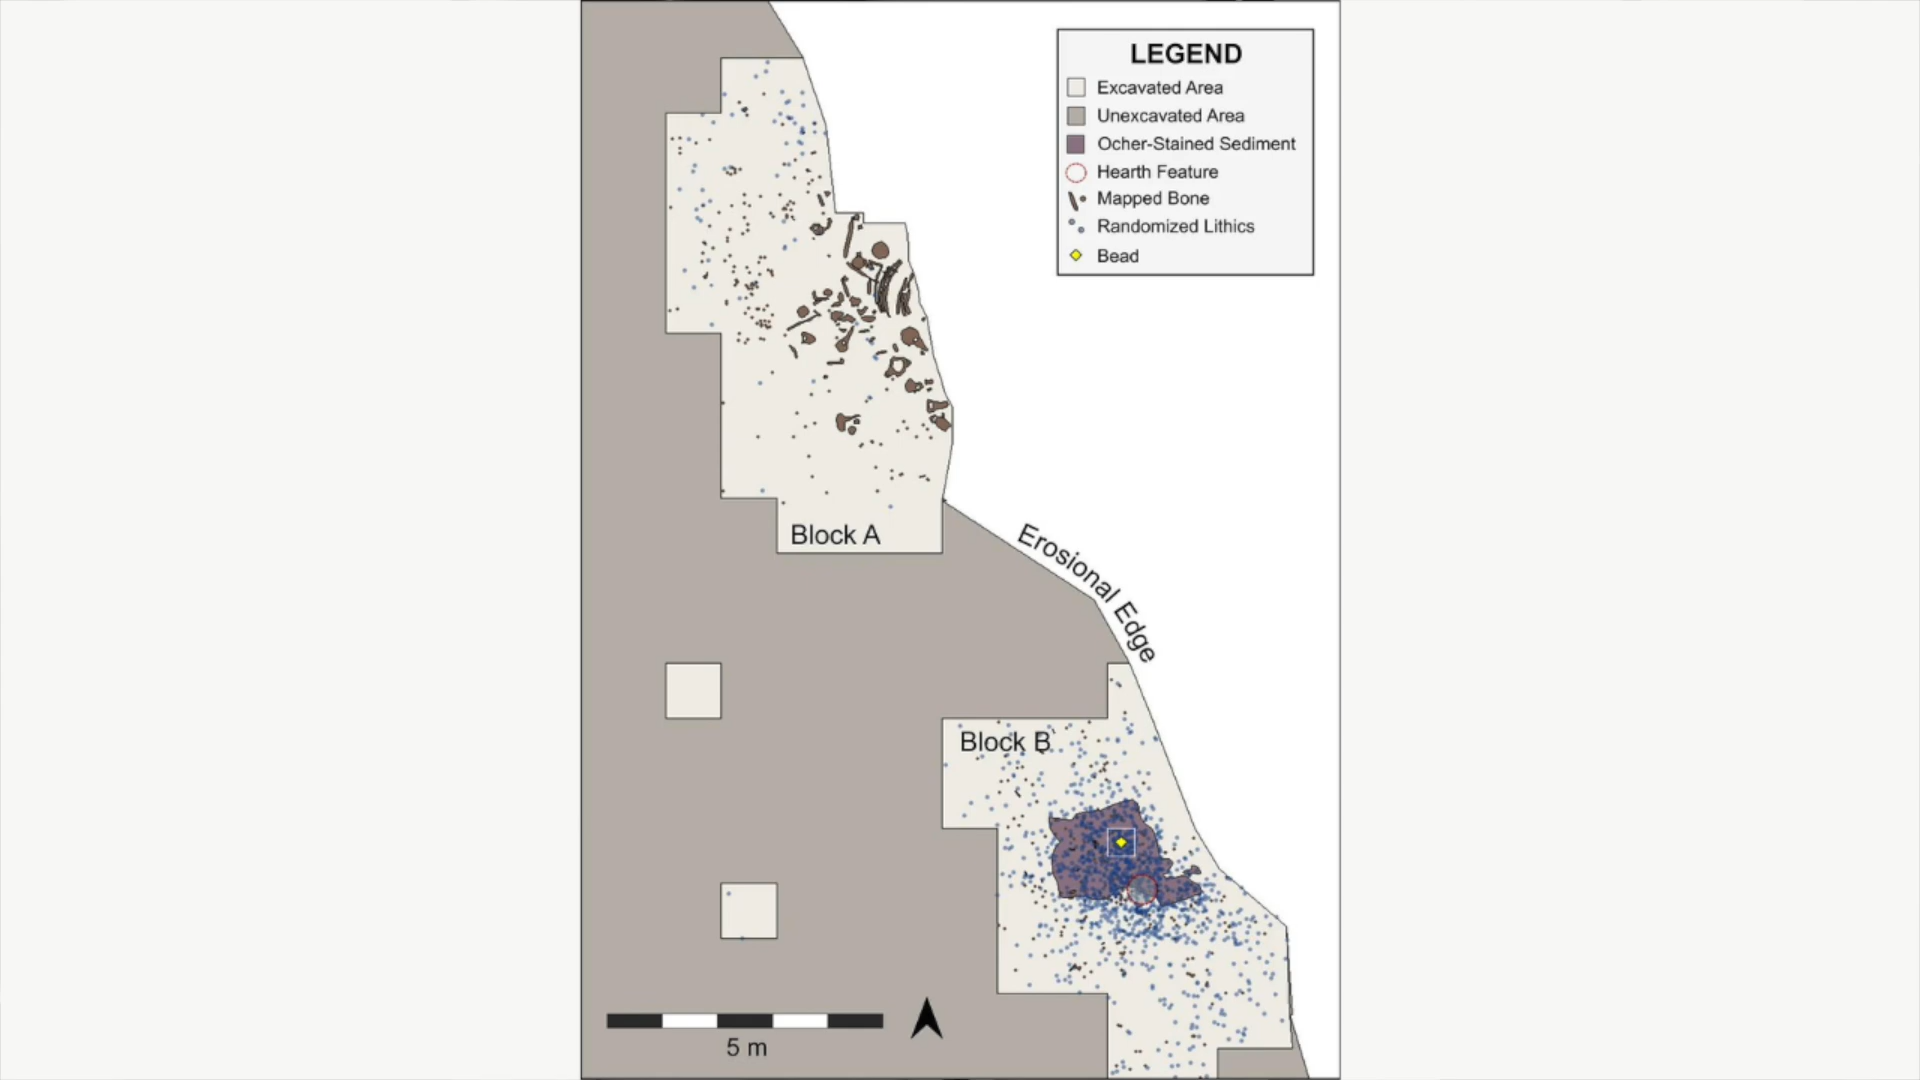 LEGEND
Excavated Area
Unexcavated Area
Ocher-Stained Sediment
Hearth Feature
Mapped Bone
Randomized Lithics
Bead
Block A
Erosional Edge
Block B
5 m